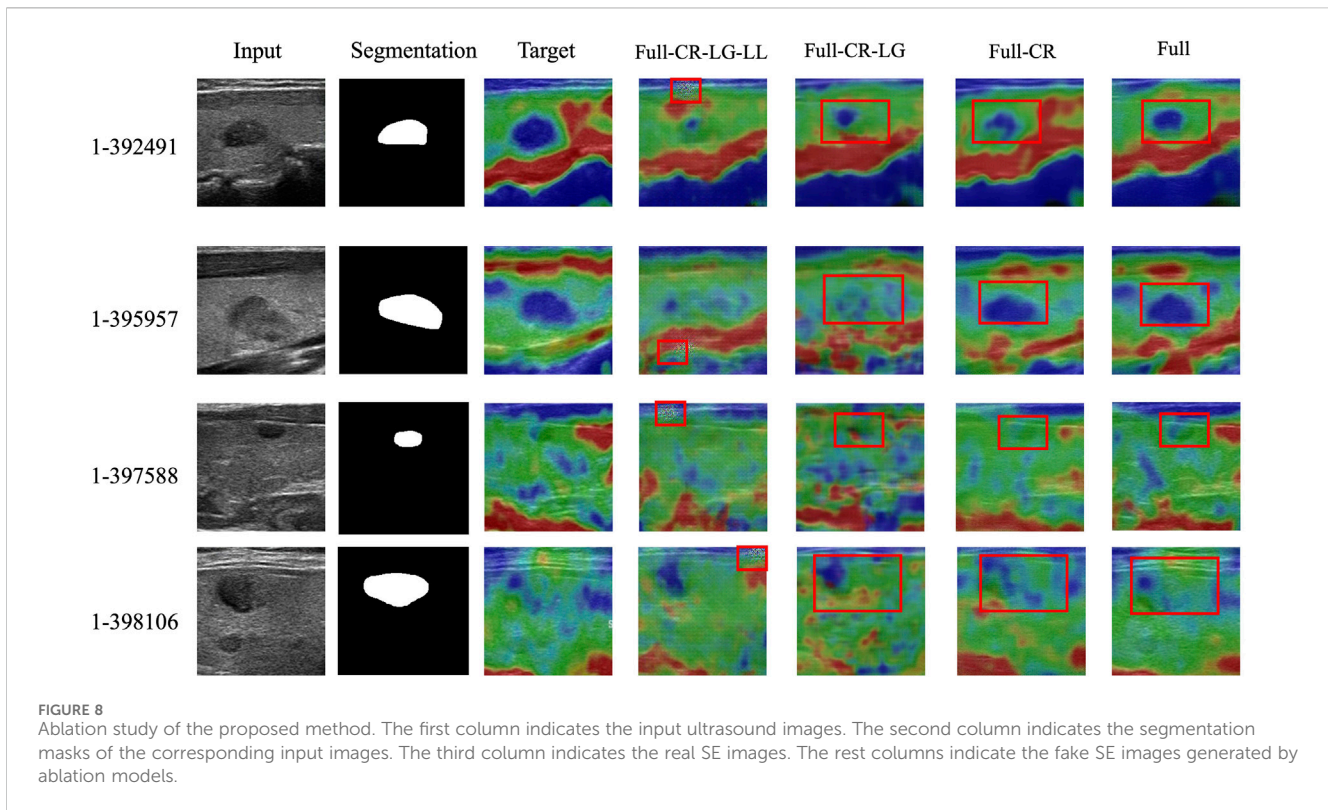 Input Segmentation Target Full-CR-LG-LL Full-CR-LG Full-CR Full
1-392491
1-395957
1-397588
1-398106
FIGURE 8
Ablation study of the proposed method. The first column indicates the input ultrasound images. The second column indicates the segmentation
masks of the corresponding input images. The third column indicates the real SE images. The rest columns indicate the fake SE images generated by
ablation models.